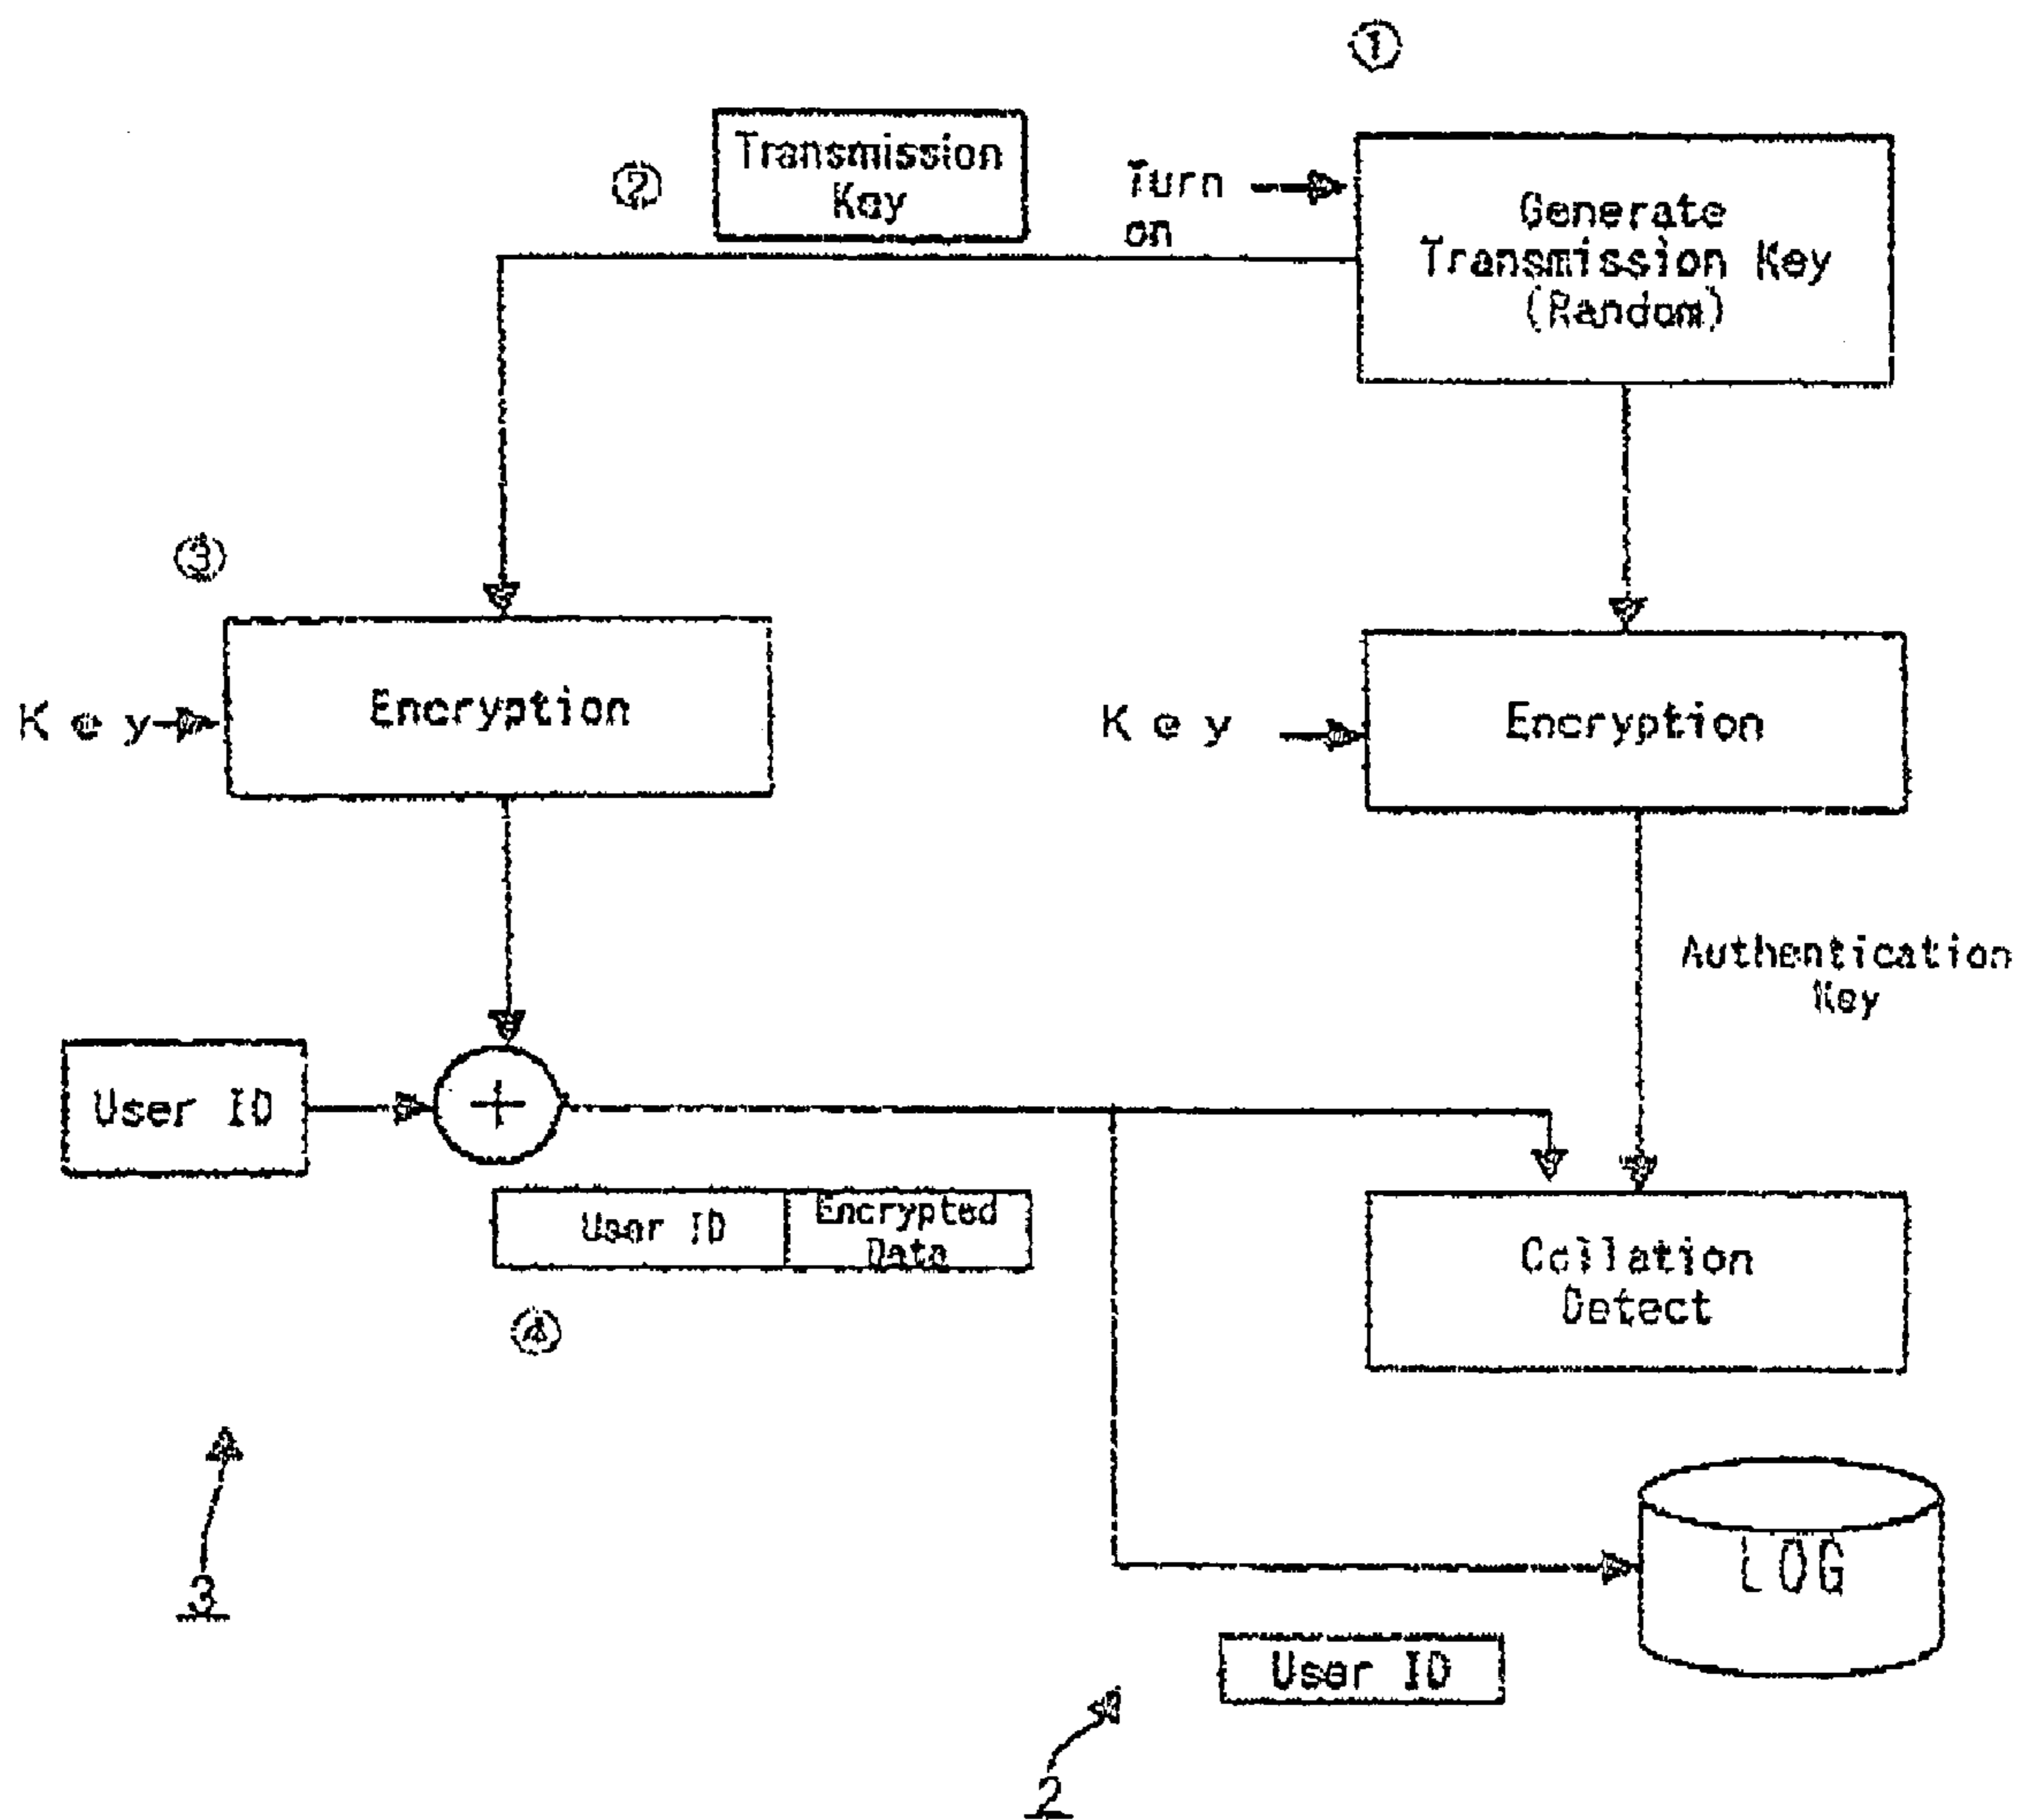 ①
②
Transmission
Key
Turn
on
Generate
Transmission Key
(Random)
③
Key
Encryption
Key
Encryption
Authentication
Key
User ID
+
User ID
Encrypted
Data
④
Collation
Detect
3
LOG
User ID
2